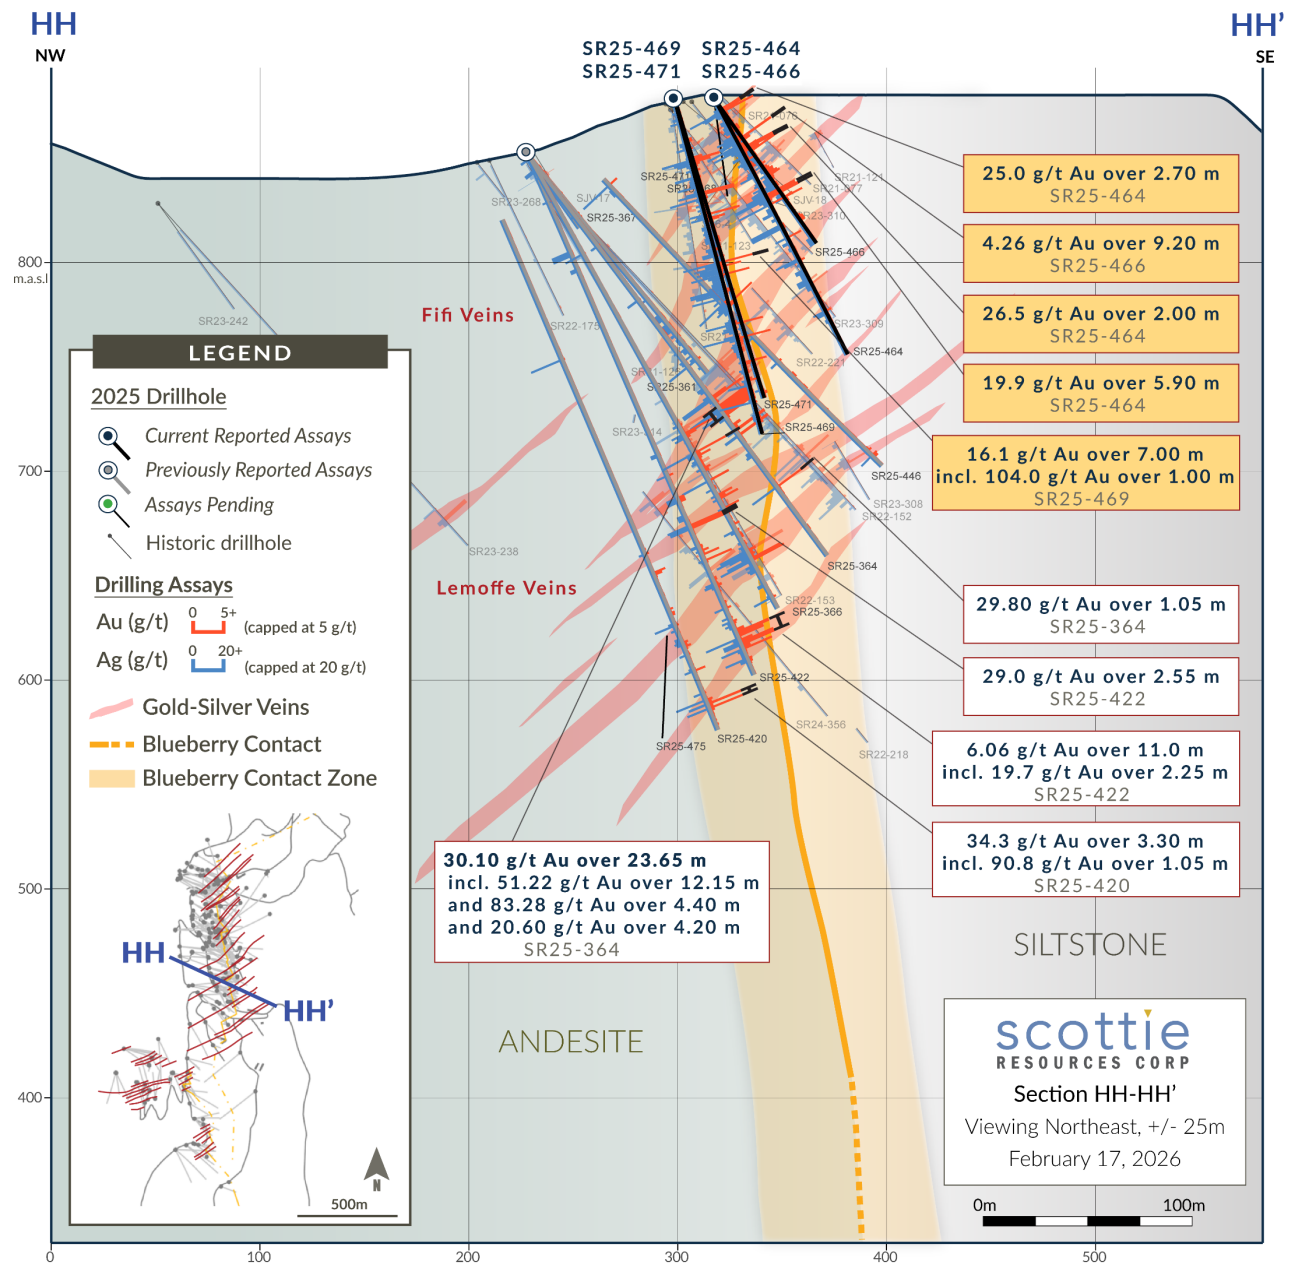 HH
NW
HH’
SE
SR25-469 SR25-464
SR25-471 SR25-466
SR21-121
SR21-077
SJV-18
SR23-310
SR25-471
SR23-268
SJV-17
SR25-367
SR25-466
25.0 g/t Au over 2.70 m
SR25-464
4.26 g/t Au over 9.20 m
SR25-466
26.5 g/t Au over 2.00 m
SR25-464
19.9 g/t Au over 5.90 m
SR25-464
16.1 g/t Au over 7.00 m
incl. 104.0 g/t Au over 1.00 m
SR25-469
29.80 g/t Au over 1.05 m
SR25-364
29.0 g/t Au over 2.55 m
SR25-422
6.06 g/t Au over 11.0 m
incl. 19.7 g/t Au over 2.25 m
SR25-422
34.3 g/t Au over 3.30 m
incl. 90.8 g/t Au over 1.05 m
SR25-420
800
m.a.s.l
700
600
500
400
Fifi Veins
SR23-242
SR22-175
SR23-309
SR25-464
SR22-221
SR25-361
SR25-471
SR25-469
SR25-446
SR23-308
SR22-152
SR23-238
SR25-364
Lemoffe Veins
SR22-153
SR25-366
SR25-422
SR24-356
SR25-475
SR25-420
SR22-218
LEGEND
2025 Drillhole
Current Reported Assays
Previously Reported Assays
Assays Pending
Historic drillhole
Drilling Assays
Au (g/t) 0 5+ (capped at 5 g/t)
Ag (g/t) 0 20+ (capped at 20 g/t)
Gold-Silver Veins
Blueberry Contact
Blueberry Contact Zone
HH
HH’
N
500m
30.10 g/t Au over 23.65 m
incl. 51.22 g/t Au over 12.15 m
and 83.28 g/t Au over 4.40 m
and 20.60 g/t Au over 4.20 m
SR25-364
ANDESITE
SILTSTONE
scottie
RESOURCES CORP
Section HH-HH’
Viewing Northeast, +/- 25m
February 17, 2026
0m 100m
0 100 200 300 400 500